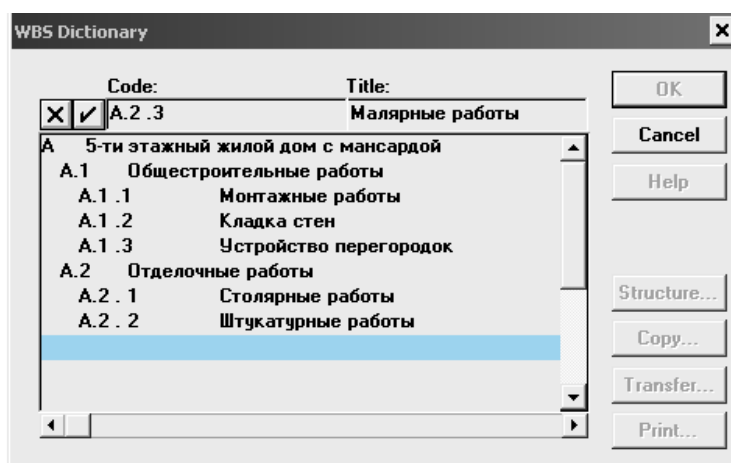 WBS Dictionary
Code: Title:
A.2 .3 Малярные работы
A 5-ти этажный жилой дом с мансардой
A.1 Общестроительные работы
A.1 .1 Монтажные работы
A.1 .2 Кладка стен
A.1 .3 Устройство перегородок
A.2 Отделочные работы
A.2 . 1 Столярные работы
A.2 . 2 Штукатурные работы
OK
Cancel
Help
Structure...
Copy...
Transfer...
Print...